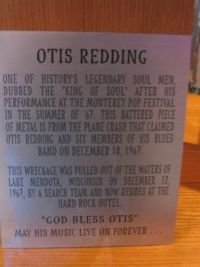 OTIS REDDING
ONE OF HISTORY'S LEGENDARY SOUL MEN,
DUBBED THE "KING OF SOUL" AFTER HIS
PERFORMANCE AT THE MONTEREY POP FESTIVAL
IN THE SUMMER OF '67. THIS BATTERED PIECE
OF METAL IS FROM THE PLANE CRASH THAT CLAIMED
OTIS REDDING AND SIX MEMBERS OF HIS BLUES
BAND ON DECEMBER 10, 1967.
THIS WRECKAGE WAS PULLED OUT OF THE WATERS OF
LAKE MENDOTA, WISCONSIN ON DECEMBER 12,
1967, BY A SEARCH TEAM AND NOW RESIDES AT THE
HARD ROCK HOTEL.
"GOD BLESS OTIS"
MAY HIS MUSIC LIVE ON FOREVER . . .